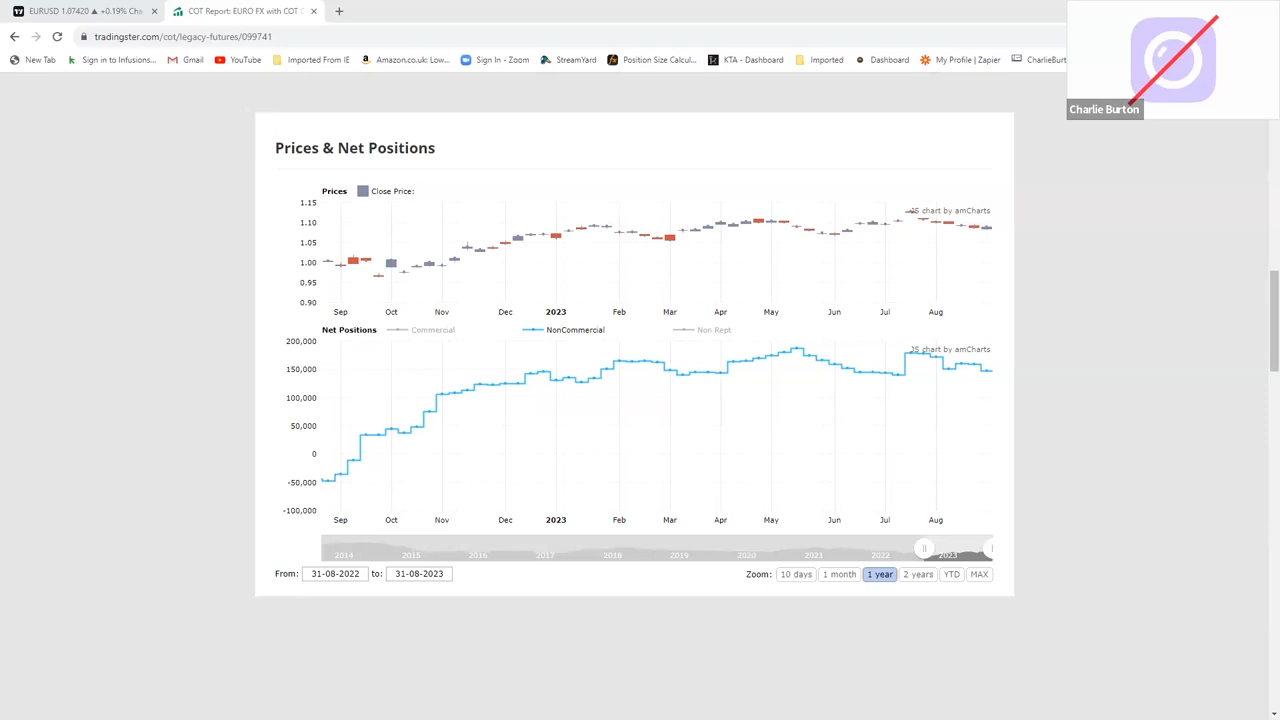 EURUSD 1.07420 ▲ +0.19% Cha
COT Report: EURO FX with COT C
tradingster.com/cot/legacy-futures/099741
New Tab
Sign in to Infusions...
Gmail
YouTube
Imported From IE
Amazon.co.uk: Low...
Sign In - Zoom
StreamYard
Position Size Calcul...
KTA - Dashboard
Imported
Dashboard
My Profile | Zapier
CharlieBurt
Charlie Burton
Prices & Net Positions
Prices Close Price:
JS chart by amCharts
1.15
1.10
1.05
1.00
0.95
0.90
Sep Oct Nov Dec 2023 Feb Mar Apr May Jun Jul Aug
Net Positions Commercial NonCommercial Non Rept
JS chart by amCharts
200,000
150,000
100,000
50,000
0
-50,000
-100,000
Sep Oct Nov Dec 2023 Feb Mar Apr May Jun Jul Aug
2014 2015 2016 2017 2018 2019 2020 2021 2022 2023
From: 31-08-2022 to: 31-08-2023
Zoom: 10 days 1 month 1 year 2 years YTD MAX